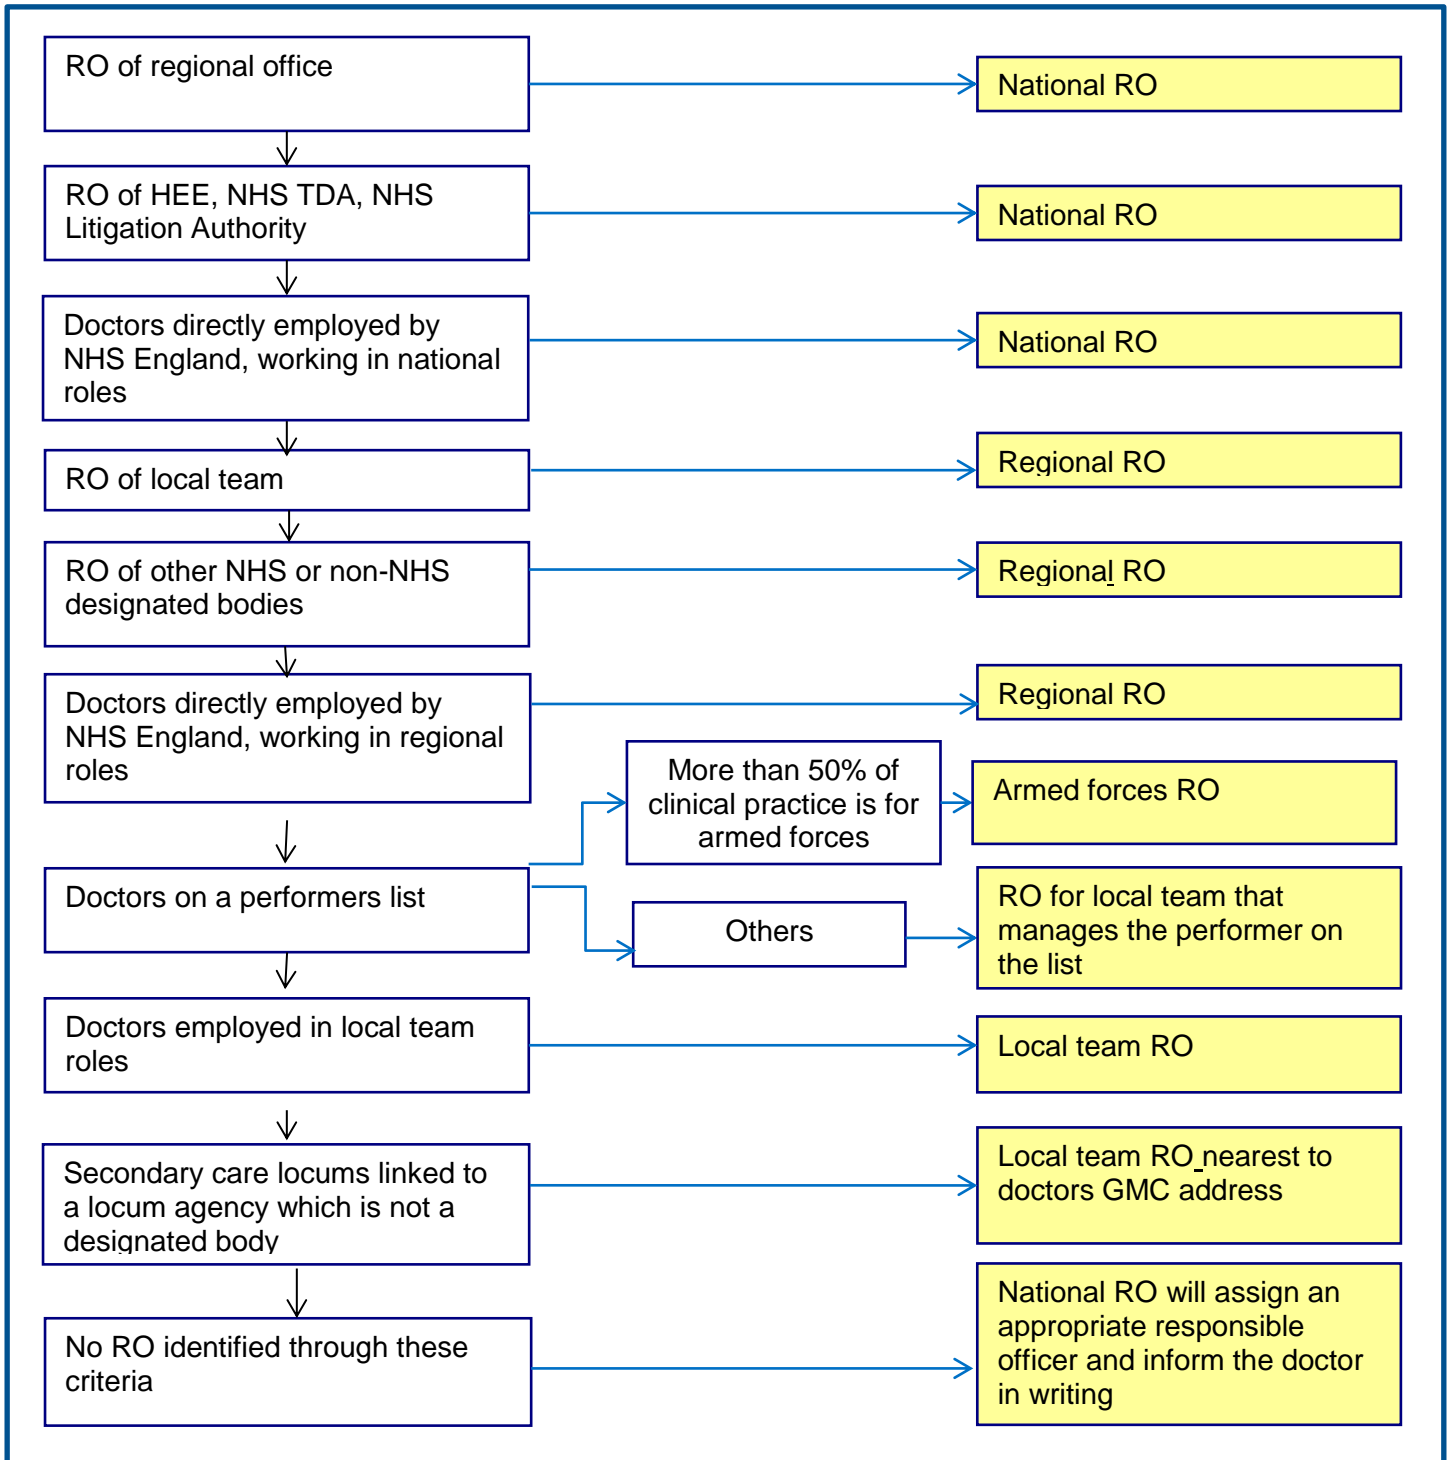 RO of regional office
National RO
RO of HEE, NHS TDA, NHS
Litigation Authority
National RO
Doctors directly employed by
NHS England, working in national
roles
National RO
RO of local team
Regional RO
RO of other NHS or non-NHS
designated bodies
Regional RO
Doctors directly employed by
NHS England, working in regional
roles
Regional RO
More than 50% of
clinical practice is for
armed forces
Armed forces RO
Doctors on a performers list
Others
RO for local team that
manages the performer on
the list
Doctors employed in local team
roles
Local team RO
Secondary care locums linked to
a locum agency which is not a
designated body
Local team RO nearest to
doctors GMC address
No RO identified through these
criteria
National RO will assign an
appropriate responsible
officer and inform the doctor
in writing